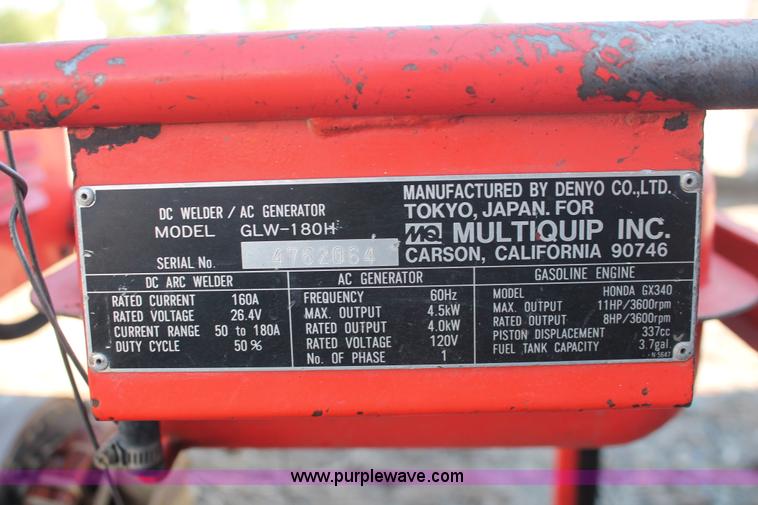 DC WELDER / AC GENERATOR
MODEL GLW-180H
SERIAL No. 4762064
MANUFACTURED BY DENYO CO.,LTD.
TOKYO, JAPAN. FOR
MQ MULTIQUIP INC.
CARSON, CALIFORNIA 90746
DC ARC WELDER
RATED CURRENT 160A
RATED VOLTAGE 26.4V
CURRENT RANGE 50 to 180A
DUTY CYCLE 50%
AC GENERATOR
FREQUENCY 60Hz
MAX. OUTPUT 4.5kW
RATED OUTPUT 4.0kW
RATED VOLTAGE 120V
No. OF PHASE 1
GASOLINE ENGINE
MODEL HONDA GX340
MAX. OUTPUT 11HP/3600rpm
RATED OUTPUT 8HP/3600rpm
PISTON DISPLACEMENT 337cc
FUEL TANK CAPACITY 3.7gal.
N-5647
www.purplewave.com